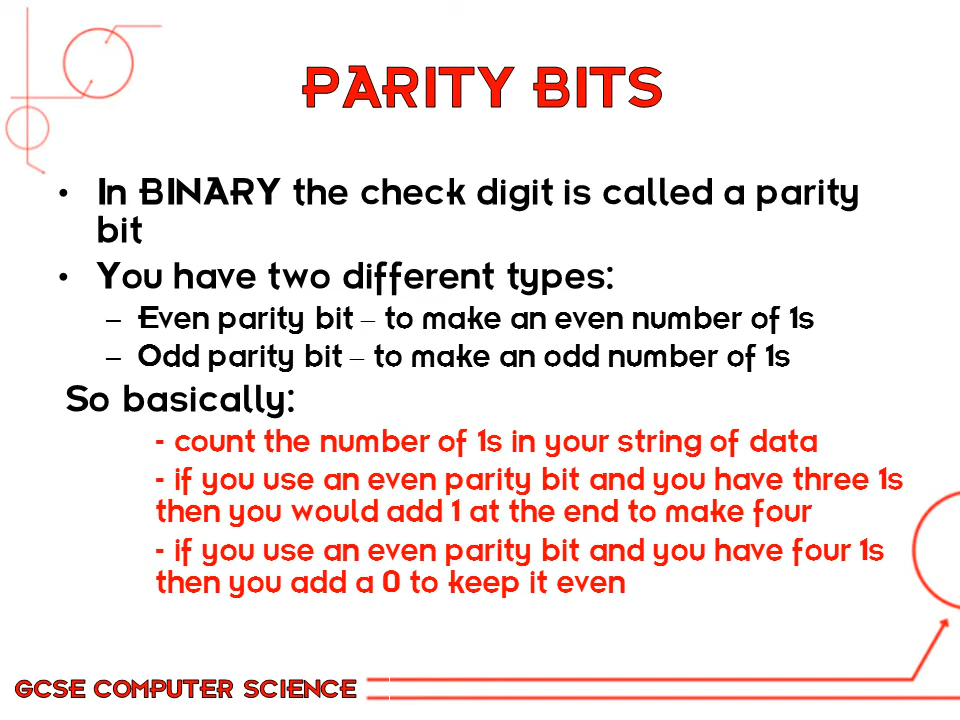 PARITY BITS
• In BINARY the check digit is called a parity
bit
• You have two different types:
– Even parity bit – to make an even number of 1s
– Odd parity bit – to make an odd number of 1s
So basically:
- count the number of 1s in your string of data
- if you use an even parity bit and you have three 1s
then you would add 1 at the end to make four
- if you use an even parity bit and you have four 1s
then you add a 0 to keep it even
GCSE COMPUTER SCIENCE